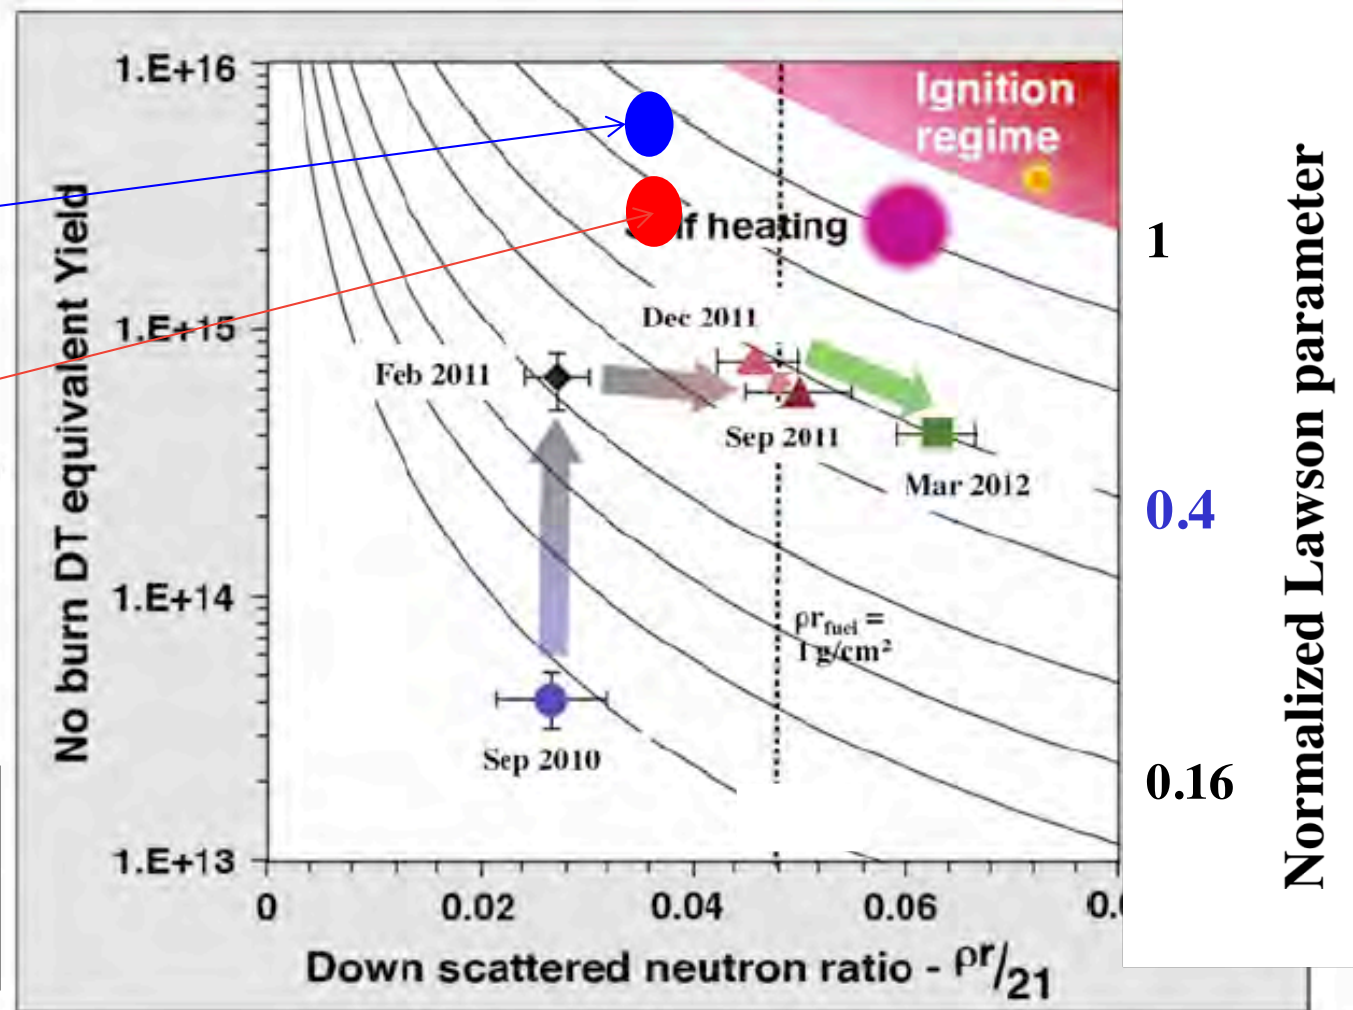 1.E+16
1.E+15
1.E+14
1.E+13
No burn DT equivalent Yield
Ignition
regime
Self heating
Dec 2011
Feb 2011
Sep 2011
Mar 2012
Sep 2010
ρr fuel =
1 g/cm²
0
0.02
0.04
0.06
0.
Down scattered neutron ratio - ρr/21
1
0.4
0.16
Normalized Lawson parameter